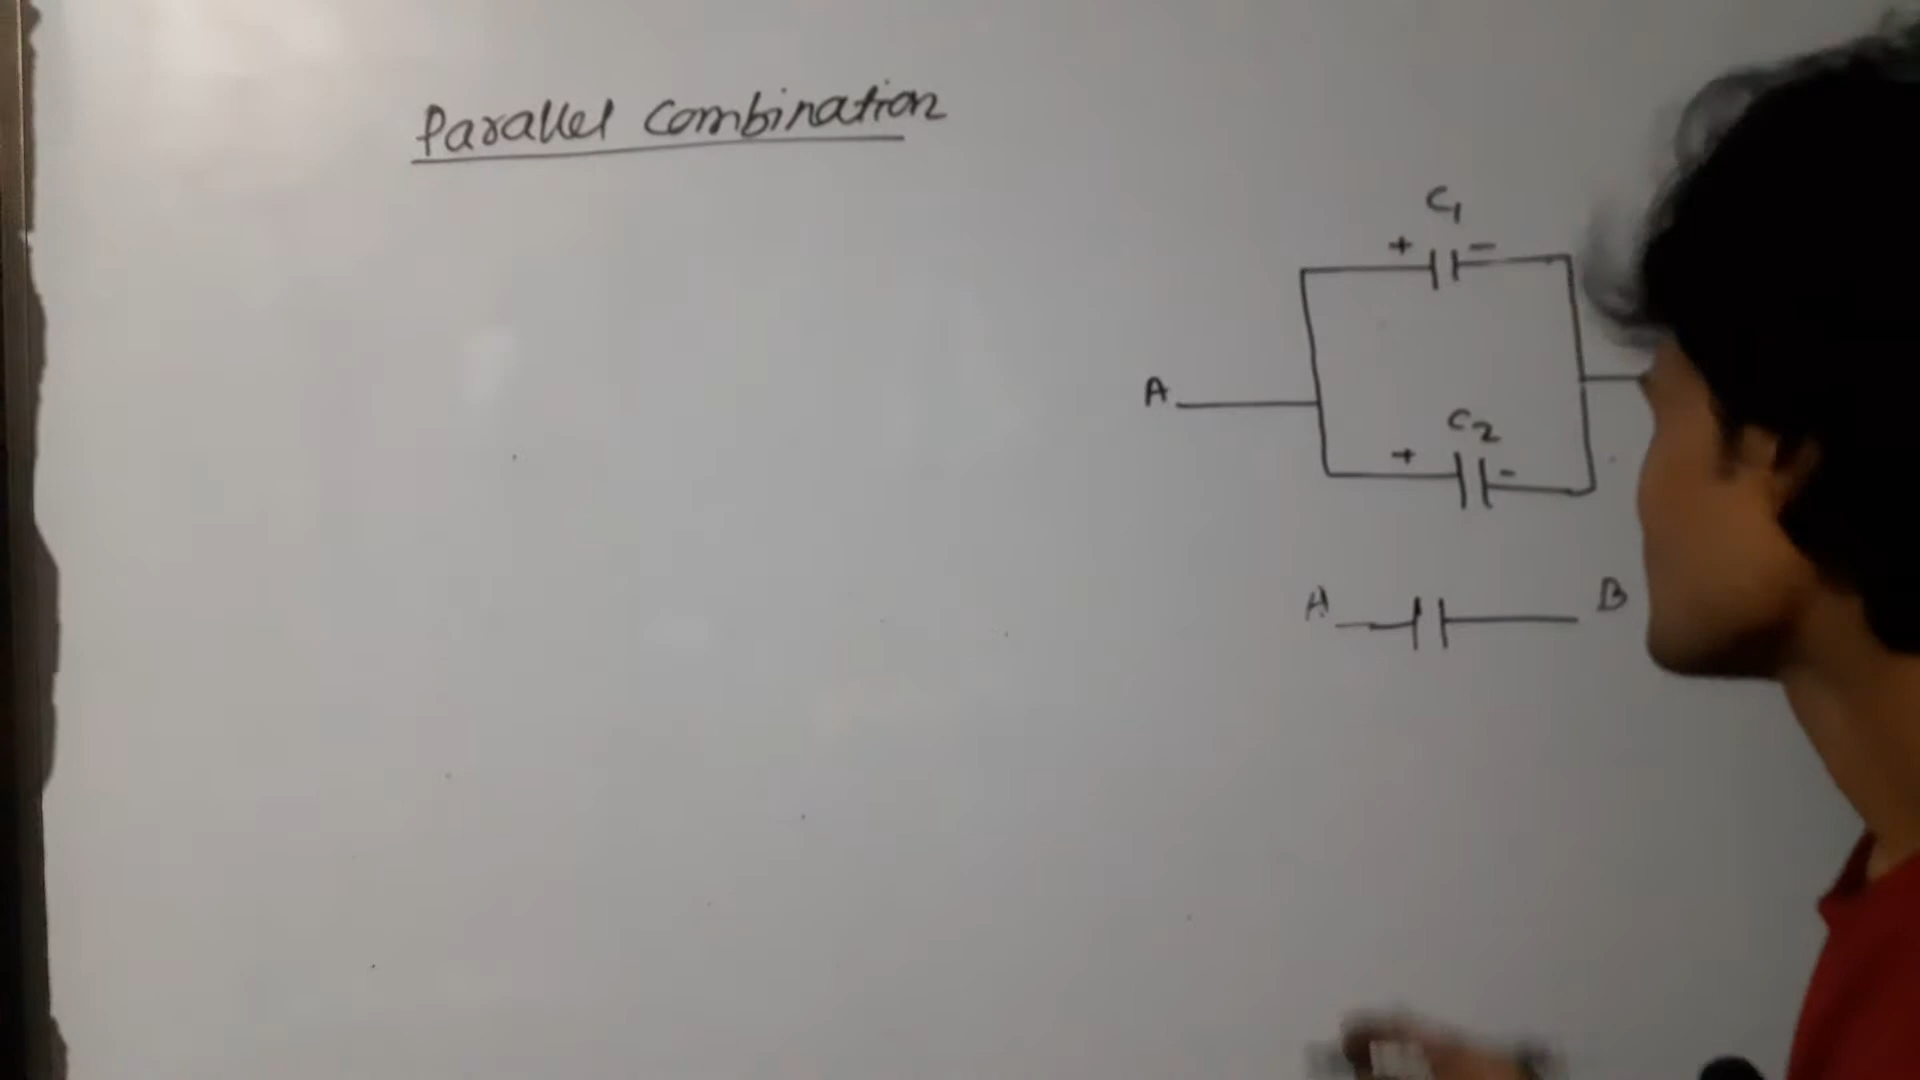 Parallel Combination
C1
+ -
A
C2
+ -
A B